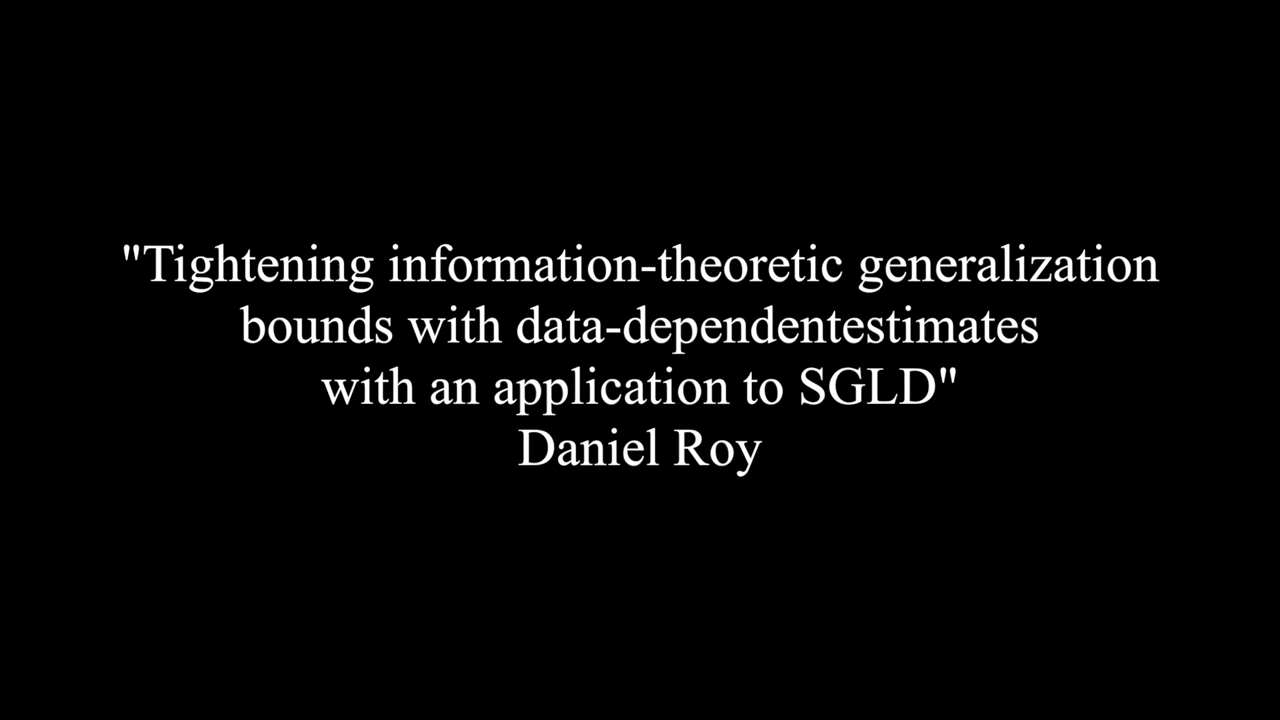 "Tightening information-theoretic generalization
bounds with data-dependentestimates
with an application to SGLD"
Daniel Roy